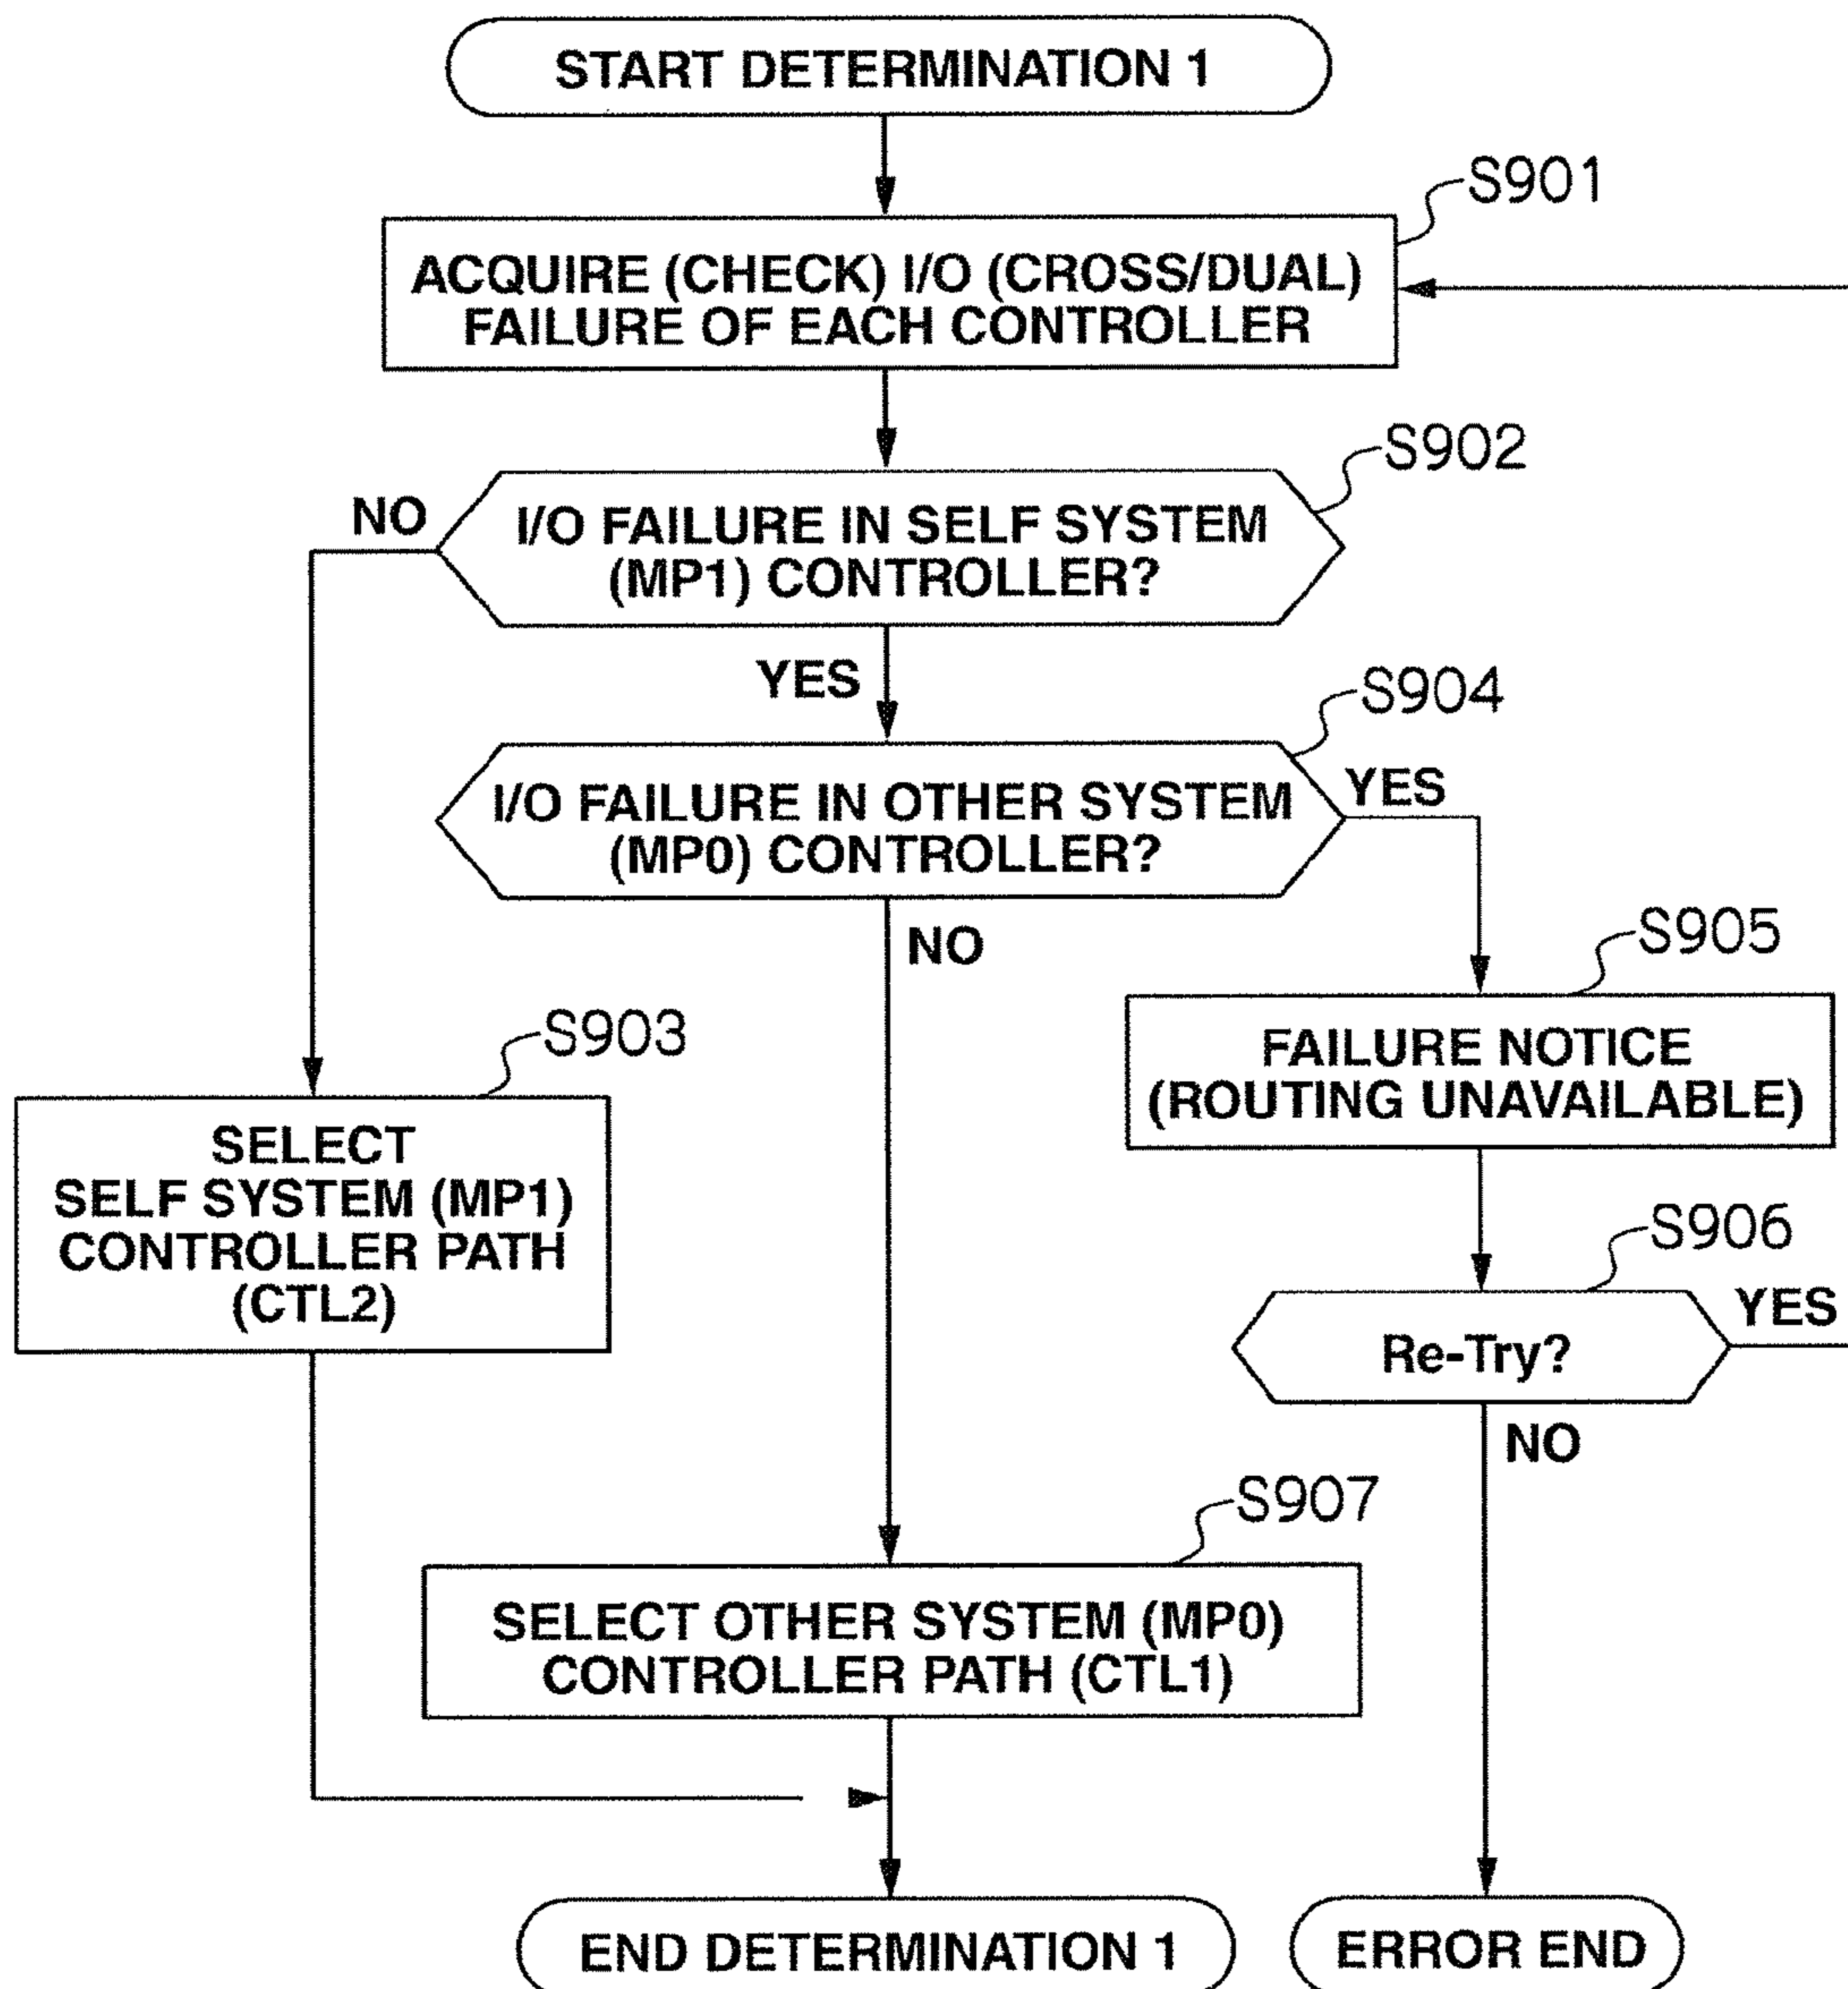 START DETERMINATION 1
S901
ACQUIRE (CHECK) I/O (CROSS/DUAL)
FAILURE OF EACH CONTROLLER
S902
NO
I/O FAILURE IN SELF SYSTEM
(MP1) CONTROLLER?
YES
S904
I/O FAILURE IN OTHER SYSTEM
(MP0) CONTROLLER?
YES
NO
S905
FAILURE NOTICE
(ROUTING UNAVAILABLE)
S903
SELECT
SELF SYSTEM (MP1)
CONTROLLER PATH
(CTL2)
S906
Re-Try?
YES
NO
S907
SELECT OTHER SYSTEM (MP0)
CONTROLLER PATH (CTL1)
END DETERMINATION 1
ERROR END